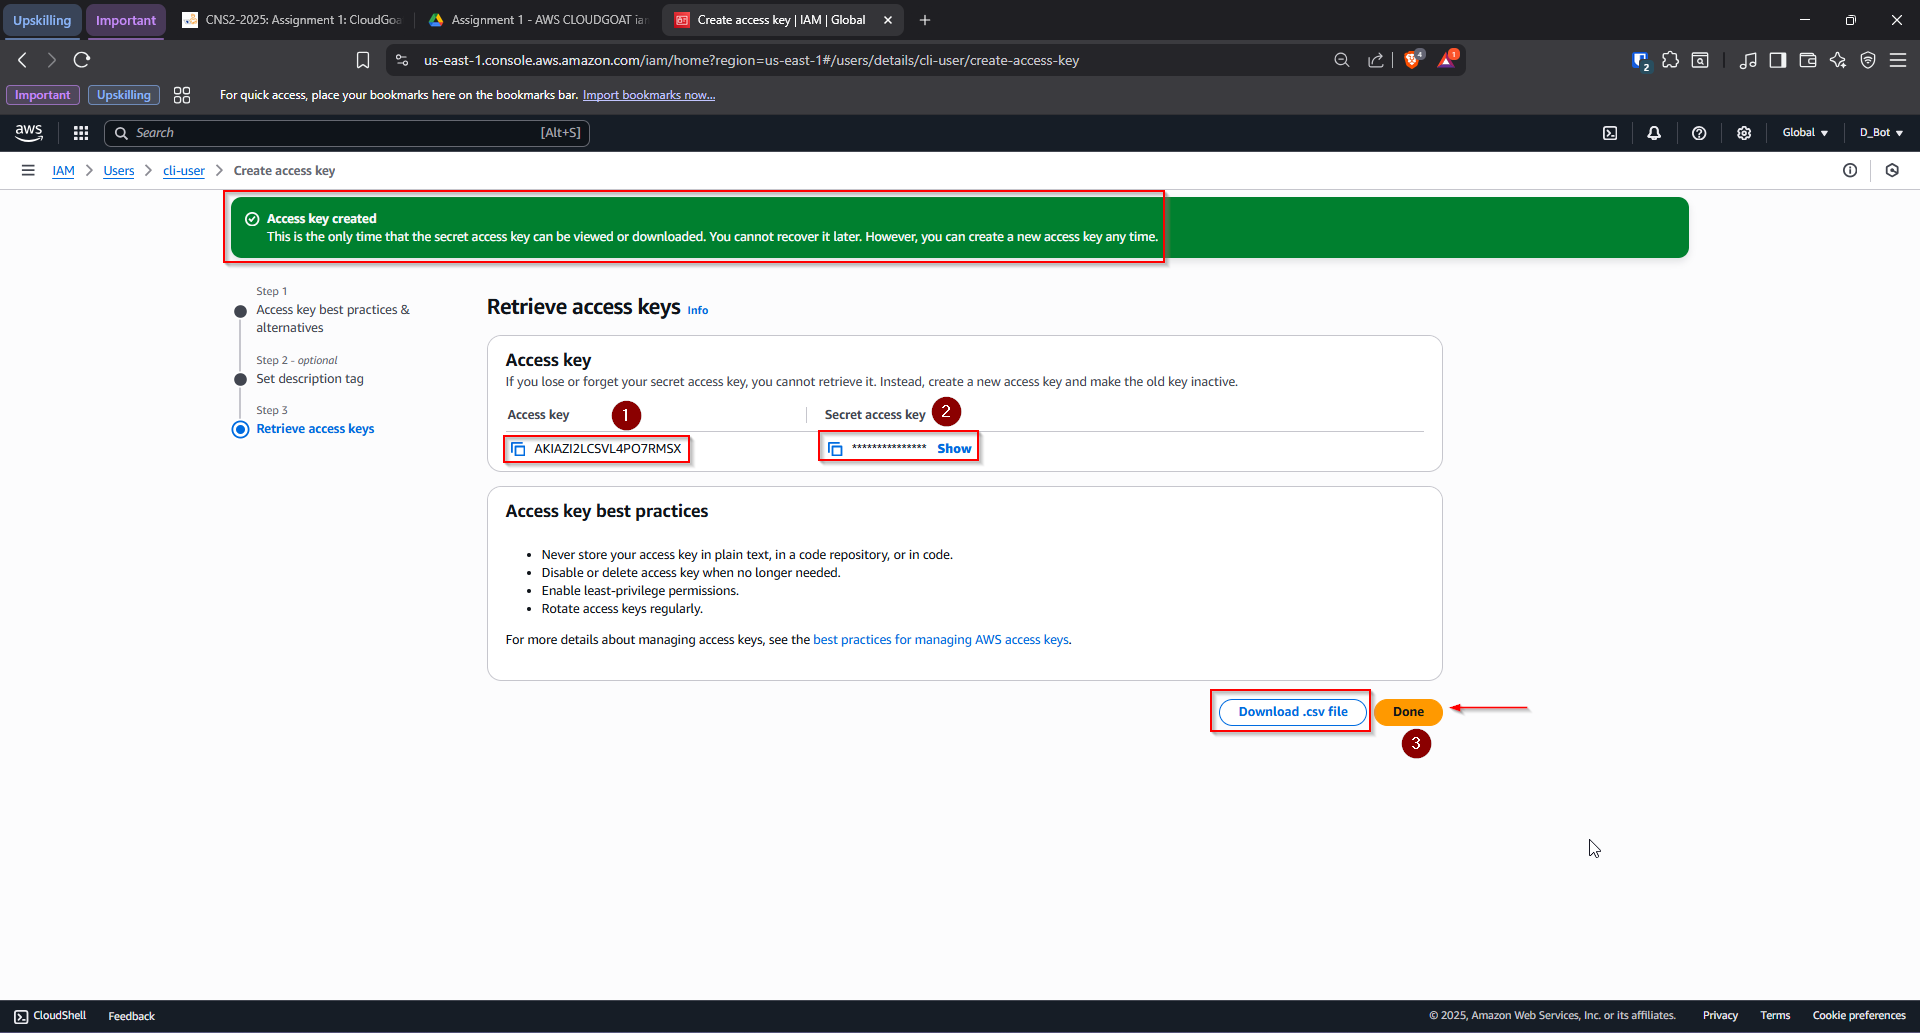 Upskilling
Important
CNS2-2025: Assignment 1: CloudGoa
Assignment 1 - AWS CLOUDGOAT iam
Create access key | IAM | Global
us-east-1.console.aws.amazon.com/iam/home?region=us-east-1#/users/details/cli-user/create-access-key
4
1
2
Important
Upskilling
For quick access, place your bookmarks here on the bookmarks bar. Import bookmarks now...
aws
Search
[Alt+S]
Global
D_Bot
IAM
Users
cli-user
Create access key
Access key created
This is the only time that the secret access key can be viewed or downloaded. You cannot recover it later. However, you can create a new access key any time.
Step 1
Access key best practices &
alternatives
Step 2 - optional
Set description tag
Step 3
Retrieve access keys
Retrieve access keys Info
Access key
If you lose or forget your secret access key, you cannot retrieve it. Instead, create a new access key and make the old key inactive.
Access key
1
Secret access key
2
AKIAZI2LCSVL4PO7RMSX
*************** Show
Access key best practices
• Never store your access key in plain text, in a code repository, or in code.
• Disable or delete access key when no longer needed.
• Enable least-privilege permissions.
• Rotate access keys regularly.
For more details about managing access keys, see the best practices for managing AWS access keys.
Download .csv file
Done
3
CloudShell
Feedback
© 2025, Amazon Web Services, Inc. or its affiliates.
Privacy
Terms
Cookie preferences